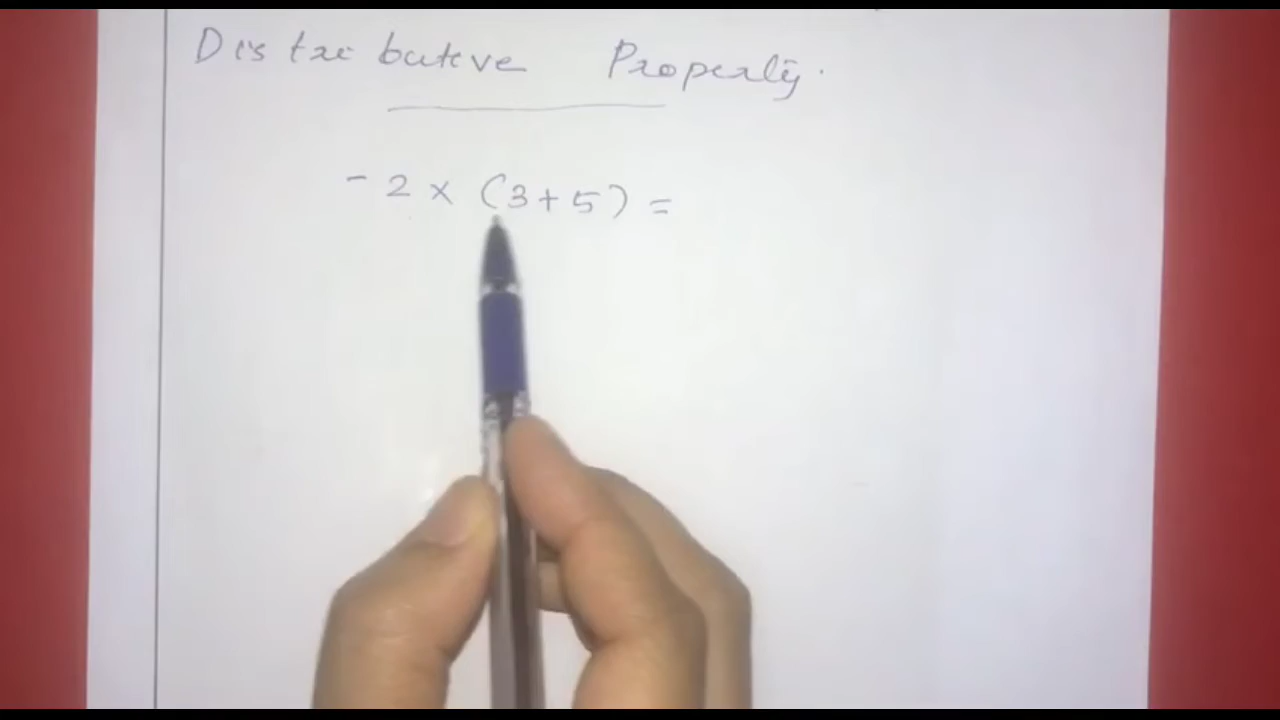 Distributive Property.
- 2 × (3 + 5) =